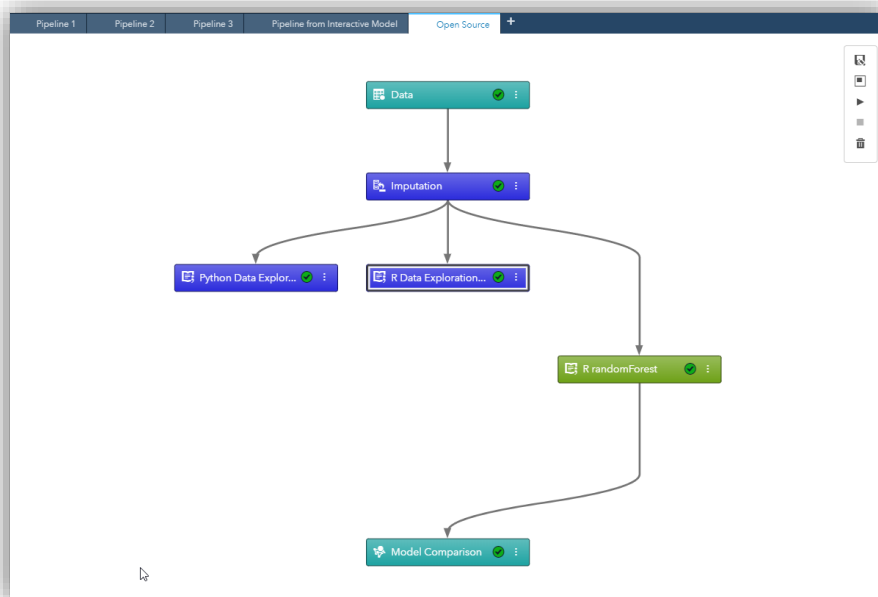 Pipeline 1
Pipeline 2
Pipeline 3
Pipeline from Interactive Model
Open Source
+
Data
Imputation
Python Data Explor...
R Data Exploration...
R randomForest
Model Comparison